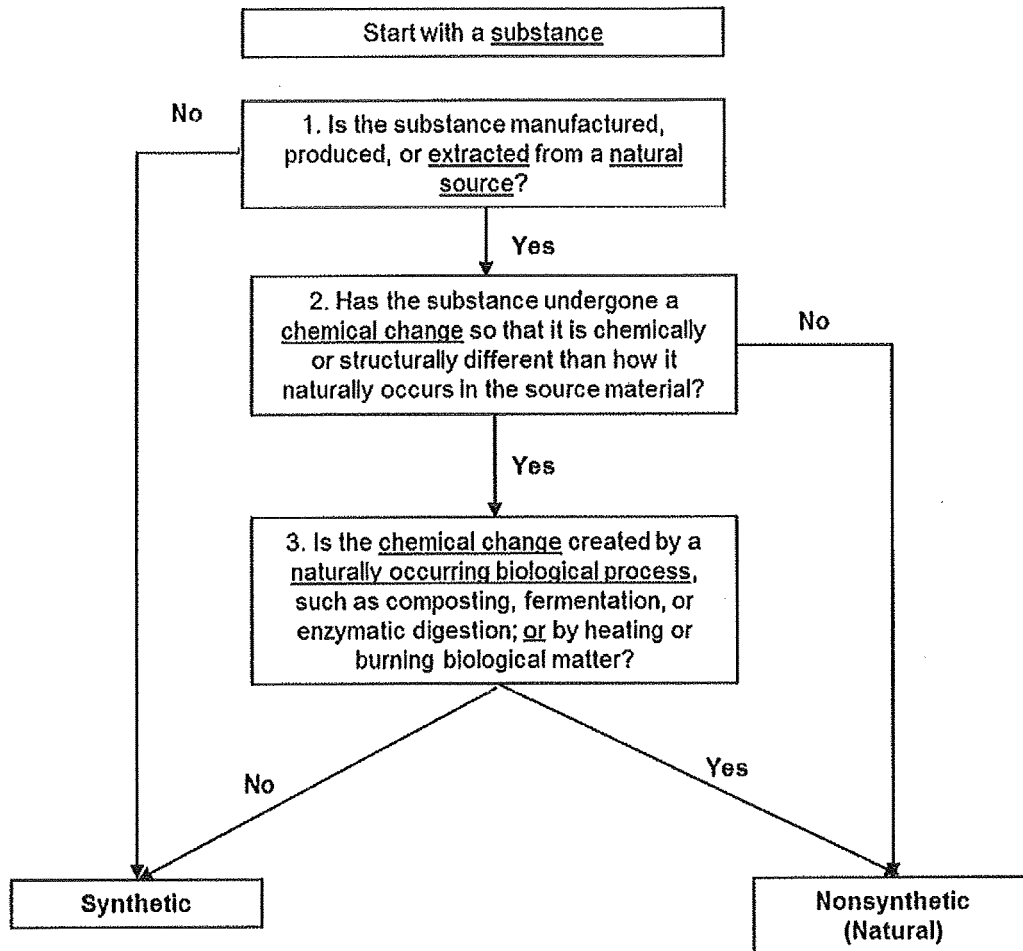 Start with a substance
No
1. Is the substance manufactured,
produced, or extracted from a natural
source?
Yes
2. Has the substance undergone a
chemical change so that it is chemically
or structurally different than how it
naturally occurs in the source material?
No
Yes
3. Is the chemical change created by a
naturally occurring biological process,
such as composting, fermentation, or
enzymatic digestion; or by heating or
burning biological matter?
No
Yes
Synthetic
Nonsynthetic
(Natural)